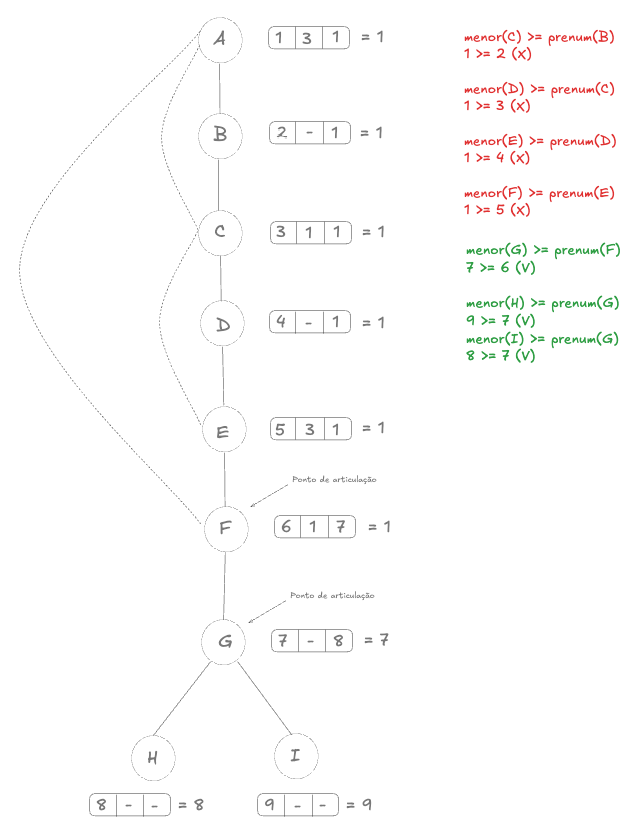 A
1 3 1 = 1
B
2 - 1 = 1
C
3 1 1 = 1
D
4 - 1 = 1
E
5 3 1 = 1
Ponto de articulação
F
6 1 7 = 1
Ponto de articulação
G
7 - 8 = 7
H
I
8 - - = 8
9 - - = 9
menor(C) >= prenum(B)
1 >= 2 (X)
menor(D) >= prenum(C)
1 >= 3 (X)
menor(E) >= prenum(D)
1 >= 4 (X)
menor(F) >= prenum(E)
1 >= 5 (X)
menor(G) >= prenum(F)
7 >= 6 (V)
menor(H) >= prenum(G)
9 >= 7 (V)
menor(I) >= prenum(G)
8 >= 7 (V)